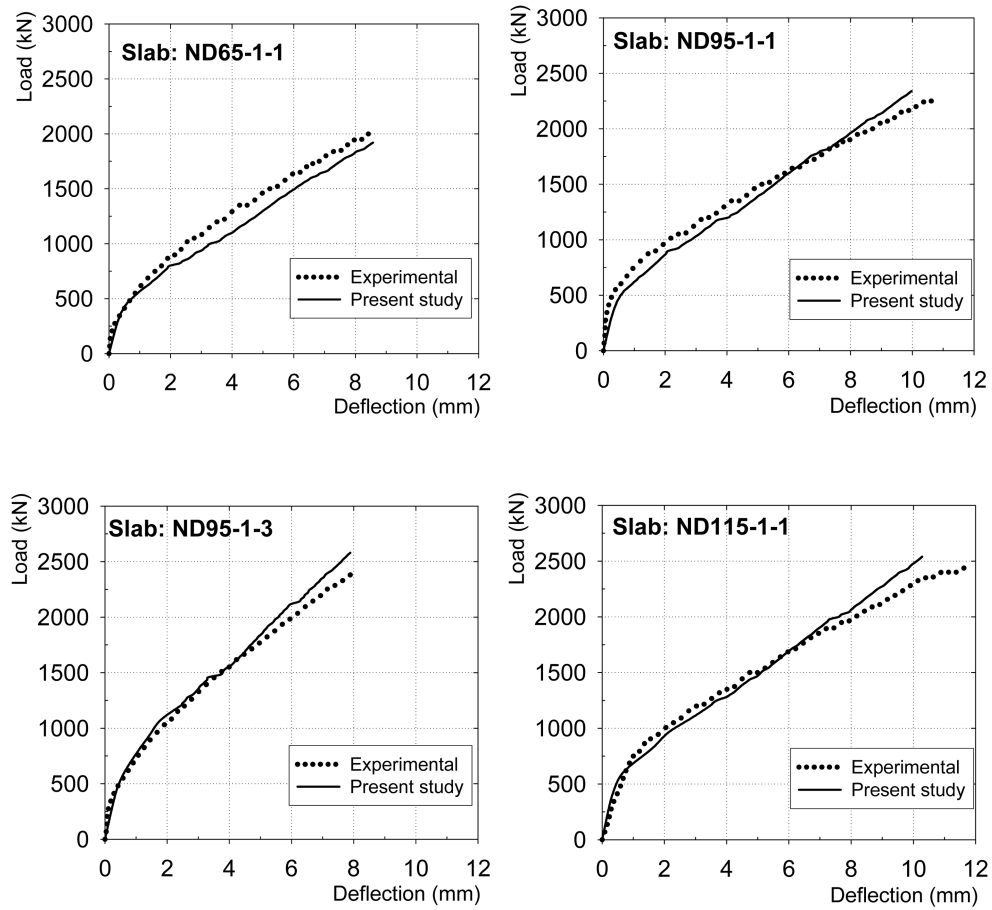 Load (kN)
3000
2500
2000
1500
1000
500
0
Slab: ND65-1-1
Experimental
Present study
0 2 4 6 8 10 12
Deflection (mm)
Load (kN)
3000
2500
2000
1500
1000
500
0
Slab: ND95-1-1
Experimental
Present study
0 2 4 6 8 10 12
Deflection (mm)
Load (kN)
3000
2500
2000
1500
1000
500
0
Slab: ND95-1-3
Experimental
Present study
0 2 4 6 8 10 12
Deflection (mm)
Load (kN)
3000
2500
2000
1500
1000
500
0
Slab: ND115-1-1
Experimental
Present study
0 2 4 6 8 10 12
Deflection (mm)